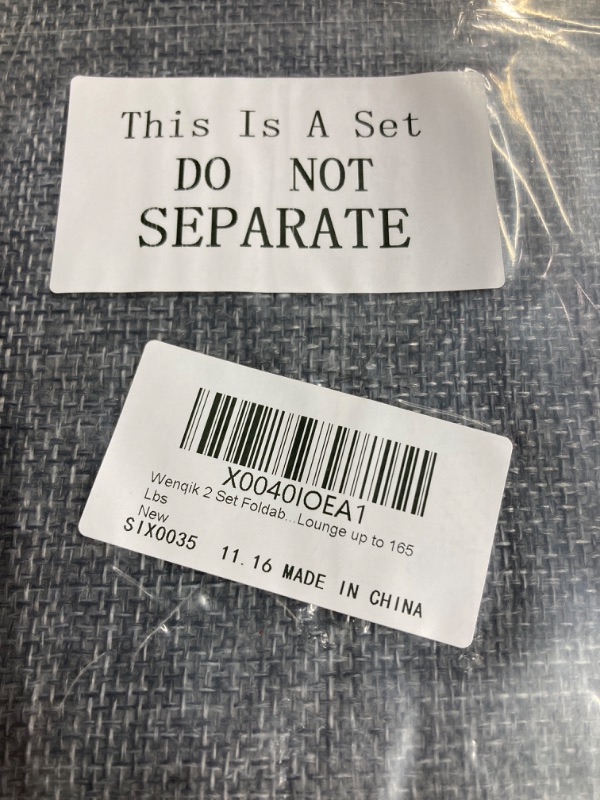 This Is A Set
DO NOT
SEPARATE
X0040IOEA1
Wenqik 2 Set Foldab...Lounge up to 165
Lbs
New
SIX0035 11.16 MADE IN CHINA